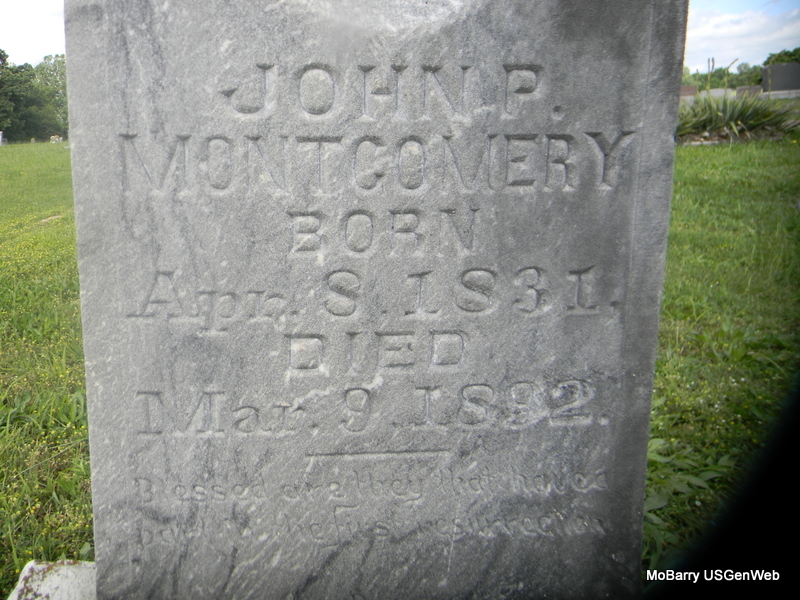 JOHN P.
MONTGOMERY
BORN
Apr. 8. 1831.
DIED
Mar. 9. 1892.
Blessed are they that have a
part in the first resurrection
MoBarry USGenWeb